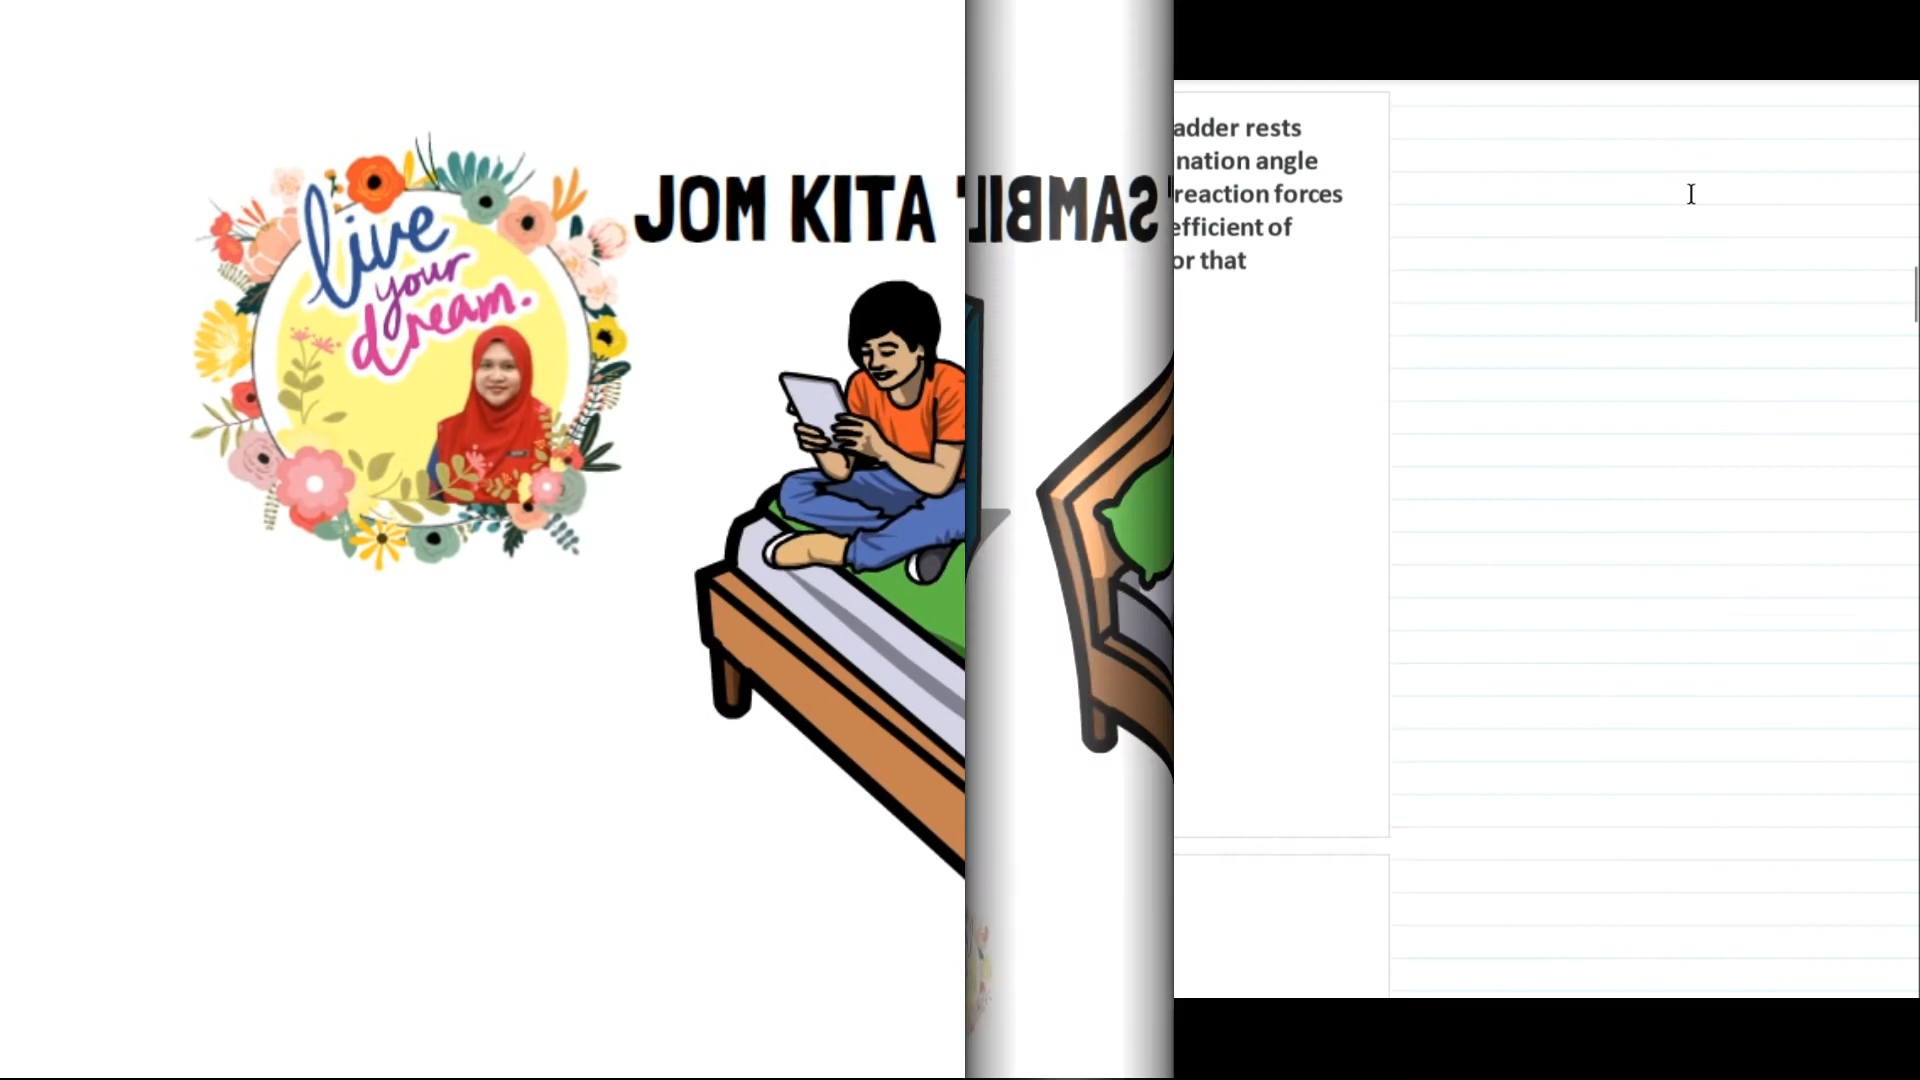 live
your
dream.
JOM KITA "SAMBIL
adder rests
nation angle
reaction forces
efficient of
or that